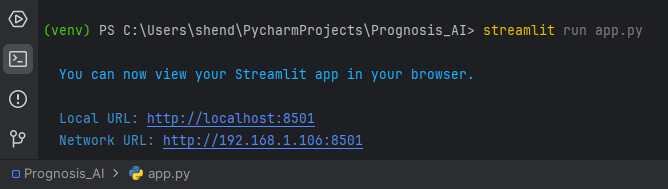 (venv) PS C:\Users\shend\PycharmProjects\Prognosis_AI> streamlit run app.py
You can now view your Streamlit app in your browser.
Local URL: http://localhost:8501
Network URL: http://192.168.1.106:8501
Prognosis_AI > app.py